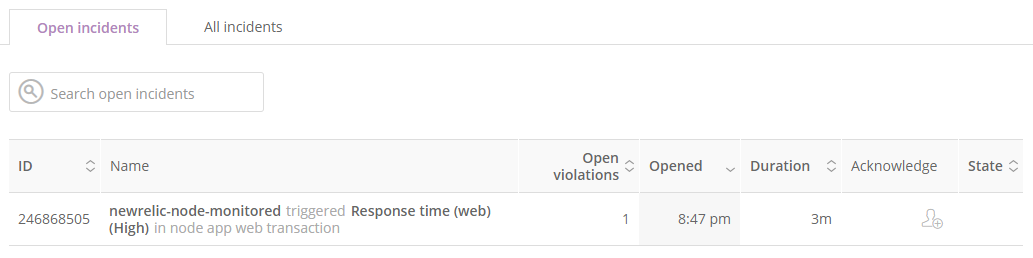 Open incidents All incidents
Search open incidents
ID Name Open violations Opened Duration Acknowledge State
246868505 newrelic-node-monitored triggered Response time (web) 1 8:47 pm 3m
(High) in node app web transaction